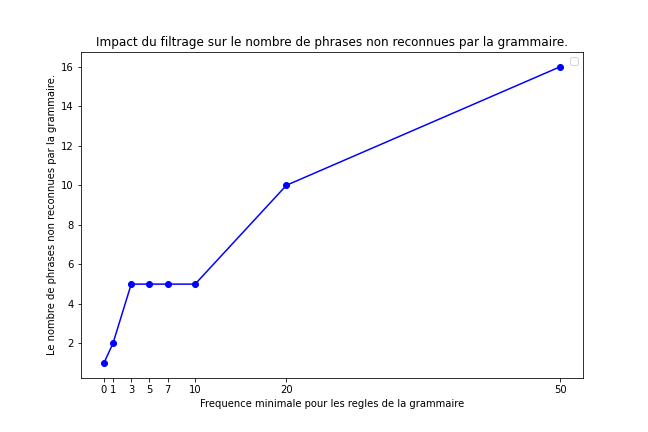 Impact du filtrage sur le nombre de phrases non reconnues par la grammaire.
Le nombre de phrases non reconnues par la grammaire.
16
14
12
10
8
6
4
2
0 1 3 5 7 10 20 50
Frequence minimale pour les regles de la grammaire